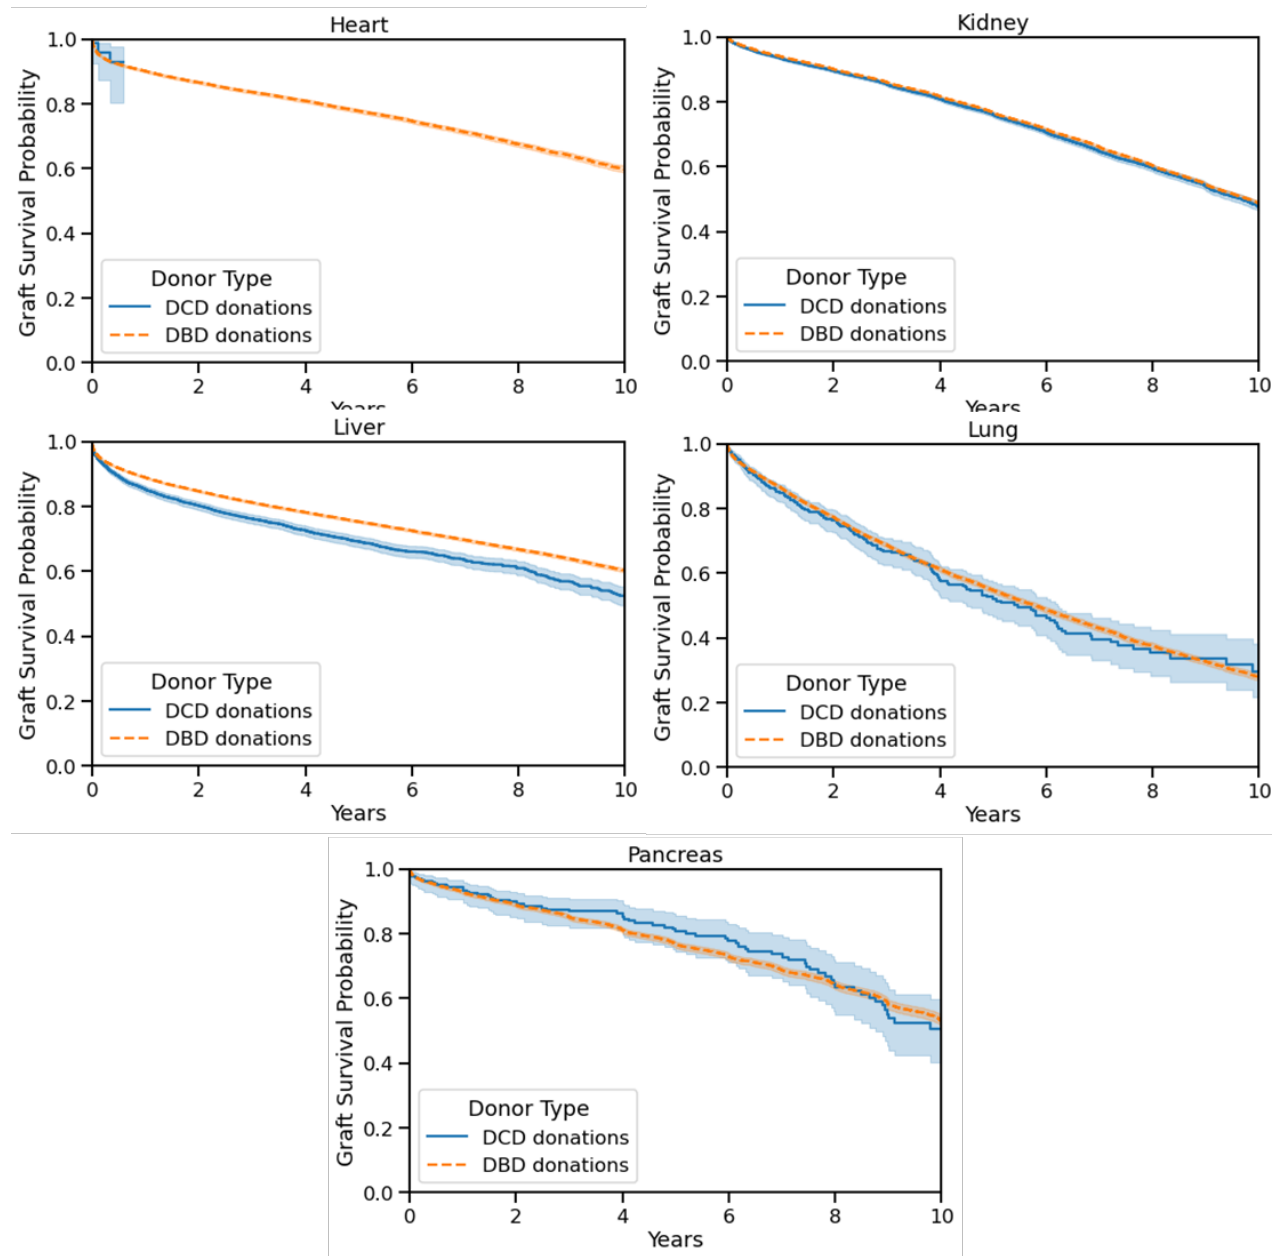 Heart
Graft Survival Probability
1.0
0.8
0.6
0.4
0.2
0.0
Donor Type
DCD donations
DBD donations
0 2 4 6 8 10
Years
Kidney
Graft Survival Probability
1.0
0.8
0.6
0.4
0.2
0.0
Donor Type
DCD donations
DBD donations
0 2 4 6 8 10
Years
Liver
Graft Survival Probability
1.0
0.8
0.6
0.4
0.2
0.0
Donor Type
DCD donations
DBD donations
0 2 4 6 8 10
Years
Lung
Graft Survival Probability
1.0
0.8
0.6
0.4
0.2
0.0
Donor Type
DCD donations
DBD donations
0 2 4 6 8 10
Years
Pancreas
Graft Survival Probability
1.0
0.8
0.6
0.4
0.2
0.0
Donor Type
DCD donations
DBD donations
0 2 4 6 8 10
Years